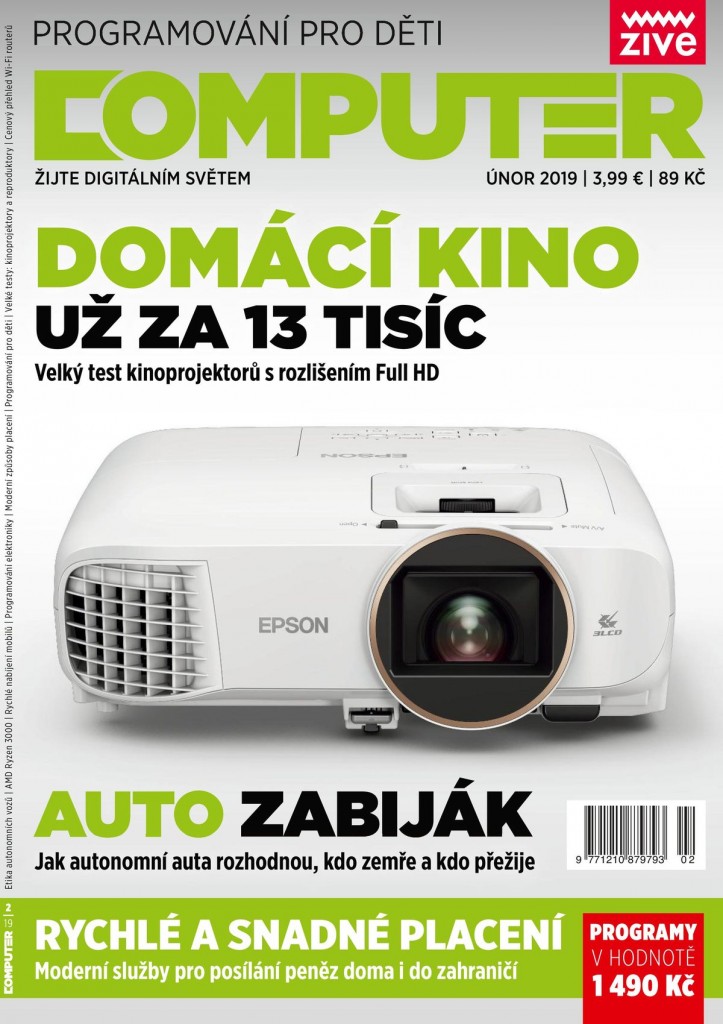 PROGRAMOVÁNÍ PRO DĚTI
zive
COMPUTER
ŽIJTE DIGITÁLNÍM SVĚTEM
ÚNOR 2019 | 3,99 € | 89 KČ
DOMÁCÍ KINO
UŽ ZA 13 TISÍC
Velký test kinoprojektorů s rozlišením Full HD
EPSON
Open
A/V Mute
EPSON
3LCD
AUTO ZABIJÁK
Jak autonomní auta rozhodnou, kdo zemře a kdo přežije
9 771210 879793 02
RYCHLÉ A SNADNÉ PLACENÍ
Moderní služby pro posílání peněz doma i do zahraničí
PROGRAMY
V HODNOTĚ
1 490 Kč
Etika autonomních vozů | AMD Ryzen 3000 | Rychlé nabíjení mobilů | Programování elektroniky | Moderní způsoby placení | Programování pro děti | Velké testy: kinoprojektory a reproduktory | Cenový přehled Wi-Fi routerů
COMPUTER 2 | 19